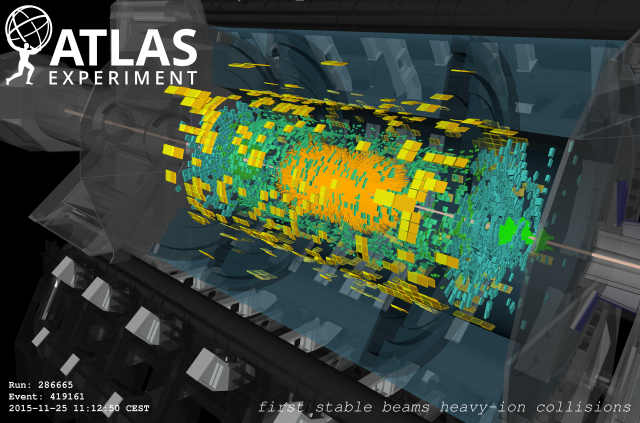 ATLAS
EXPERIMENT
Run: 286665
Event: 419161
2015-11-25 11:12:50 CEST
first stable beams heavy-ion collisions